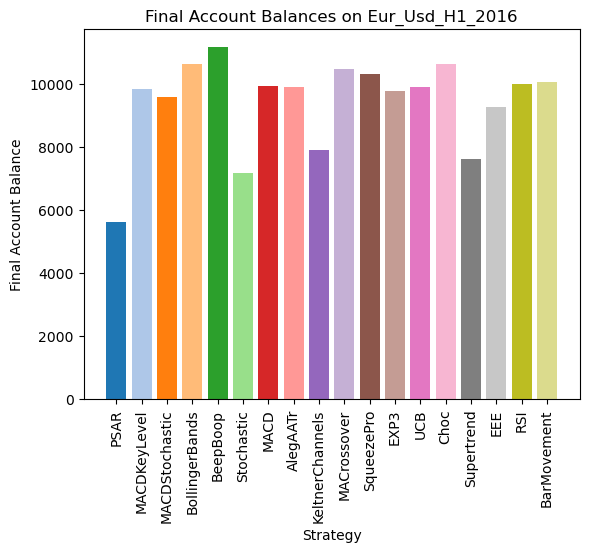 Final Account Balances on Eur_Usd_H1_2016
Final Account Balance
10000
8000
6000
4000
2000
0
PSAR
MACDKeyLevel
MACDStochastic
BollingerBands
BeepBoop
Stochastic
MACD
AlegAATr
KeltnerChannels
MACrossover
SqueezePro
EXP3
UCB
Choc
Supertrend
EEE
RSI
BarMovement
Strategy